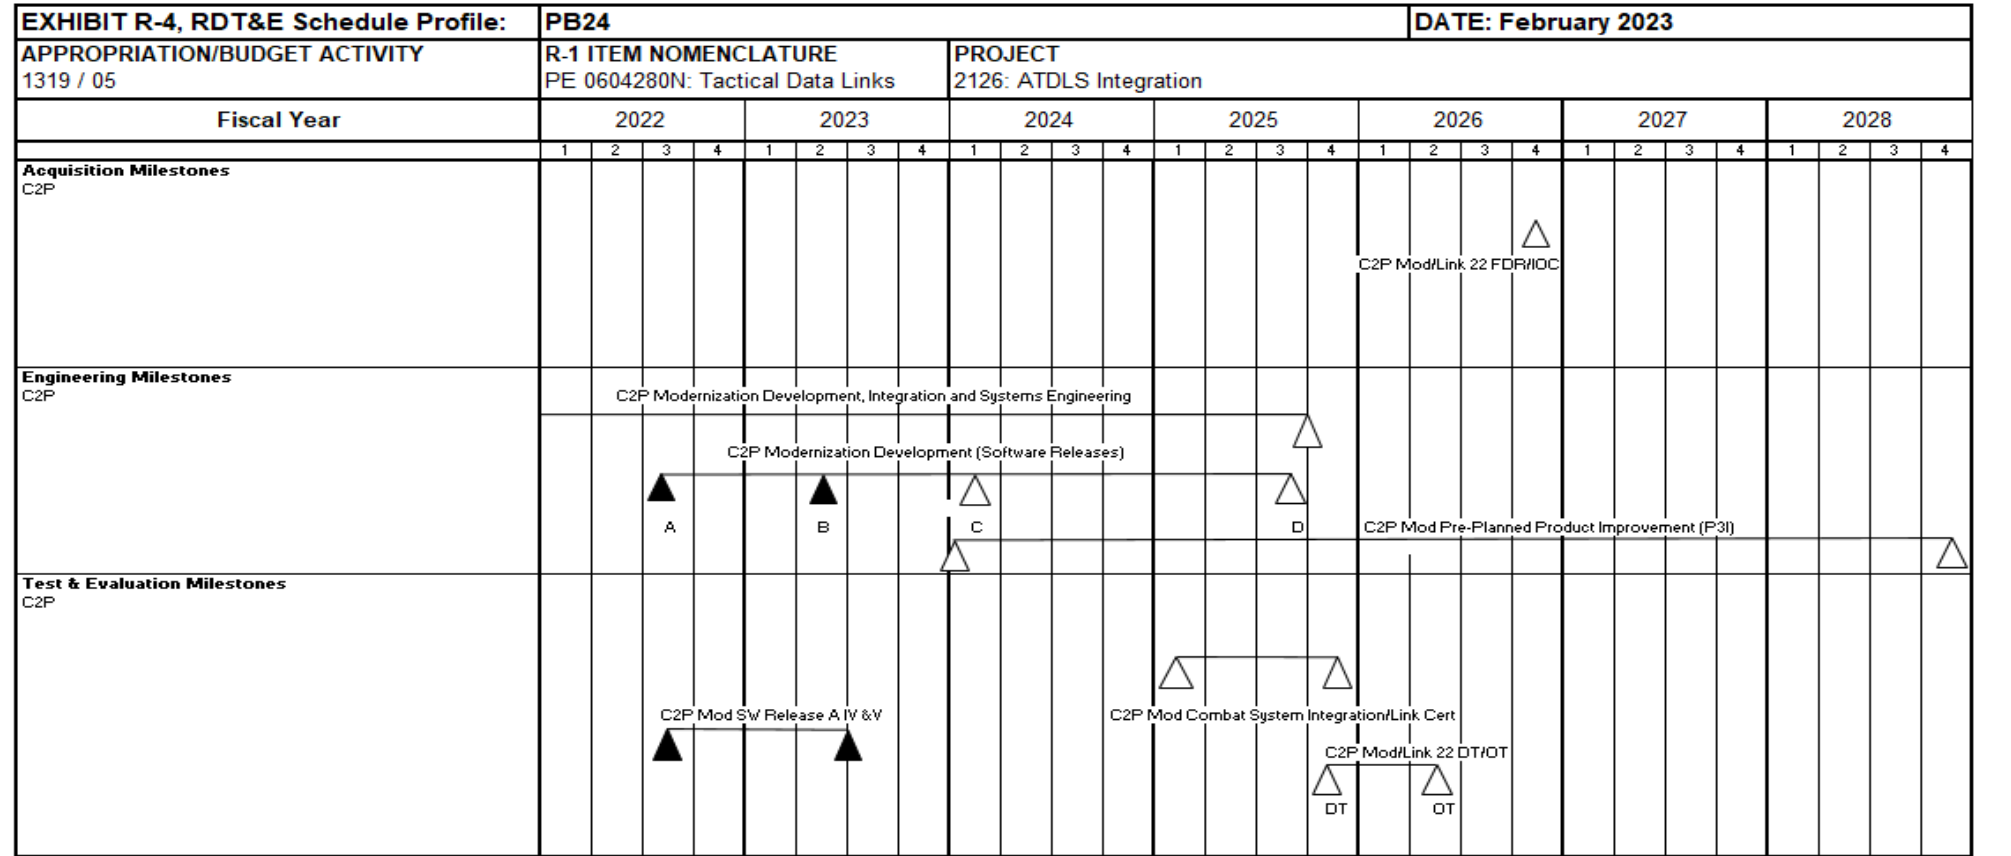 EXHIBIT R-4, RDT&E Schedule Profile: PB24 DATE: February 2023
APPROPRIATION/BUDGET ACTIVITY R-1 ITEM NOMENCLATURE PROJECT
1319 / 05 PE 0604280N: Tactical Data Links 2126: ATDLS Integration
Fiscal Year 2022 2023 2024 2025 2026 2027 2028
1 2 3 4 1 2 3 4 1 2 3 4 1 2 3 4 1 2 3 4 1 2 3 4 1 2 3 4
Acquisition Milestones
C2P
C2P Mod/Link 22 FDR/IOC
Engineering Milestones
C2P
C2P Modernization Development, Integration and Systems Engineering
C2P Modernization Development (Software Releases)
A B C D C2P Mod Pre-Planned Product Improvement (P3I)
Test & Evaluation Milestones
C2P
C2P Mod SW Release A IV &V C2P Mod Combat System Integration/Link Cert
C2P Mod/Link 22 DT/OT
DT OT